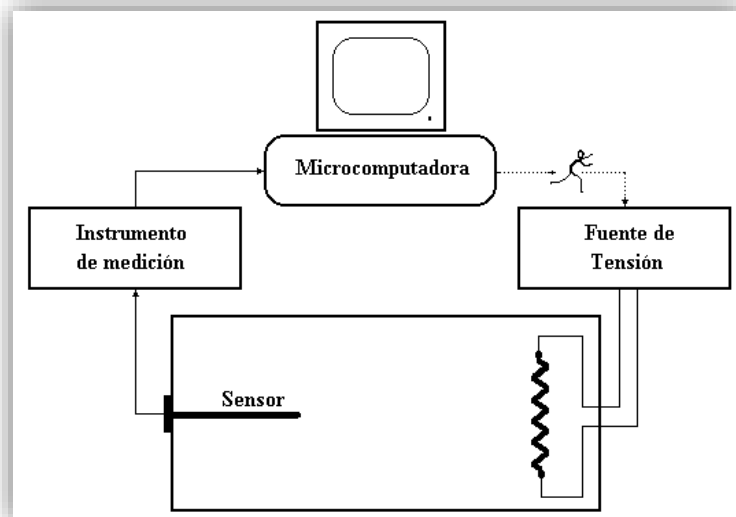 Microcomputadora
Instrumento
de medición
Fuente de
Tensión
Sensor